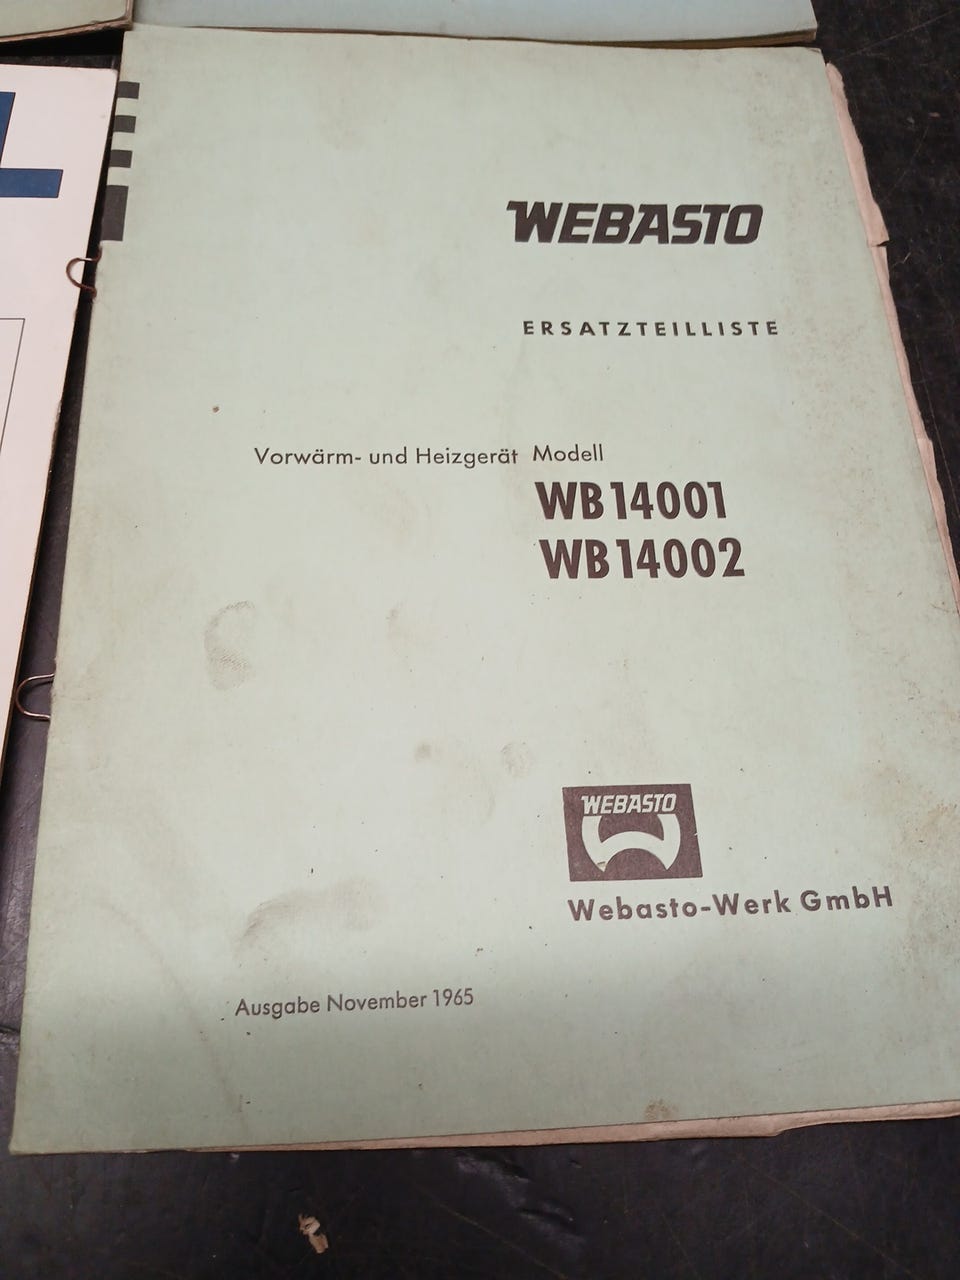 WEBASTO
ERSATZTEILLISTE
Vorwärm- und Heizgerät Modell
WB 14001
WB 14002
WEBASTO
Webasto-Werk GmbH
Ausgabe November 1965